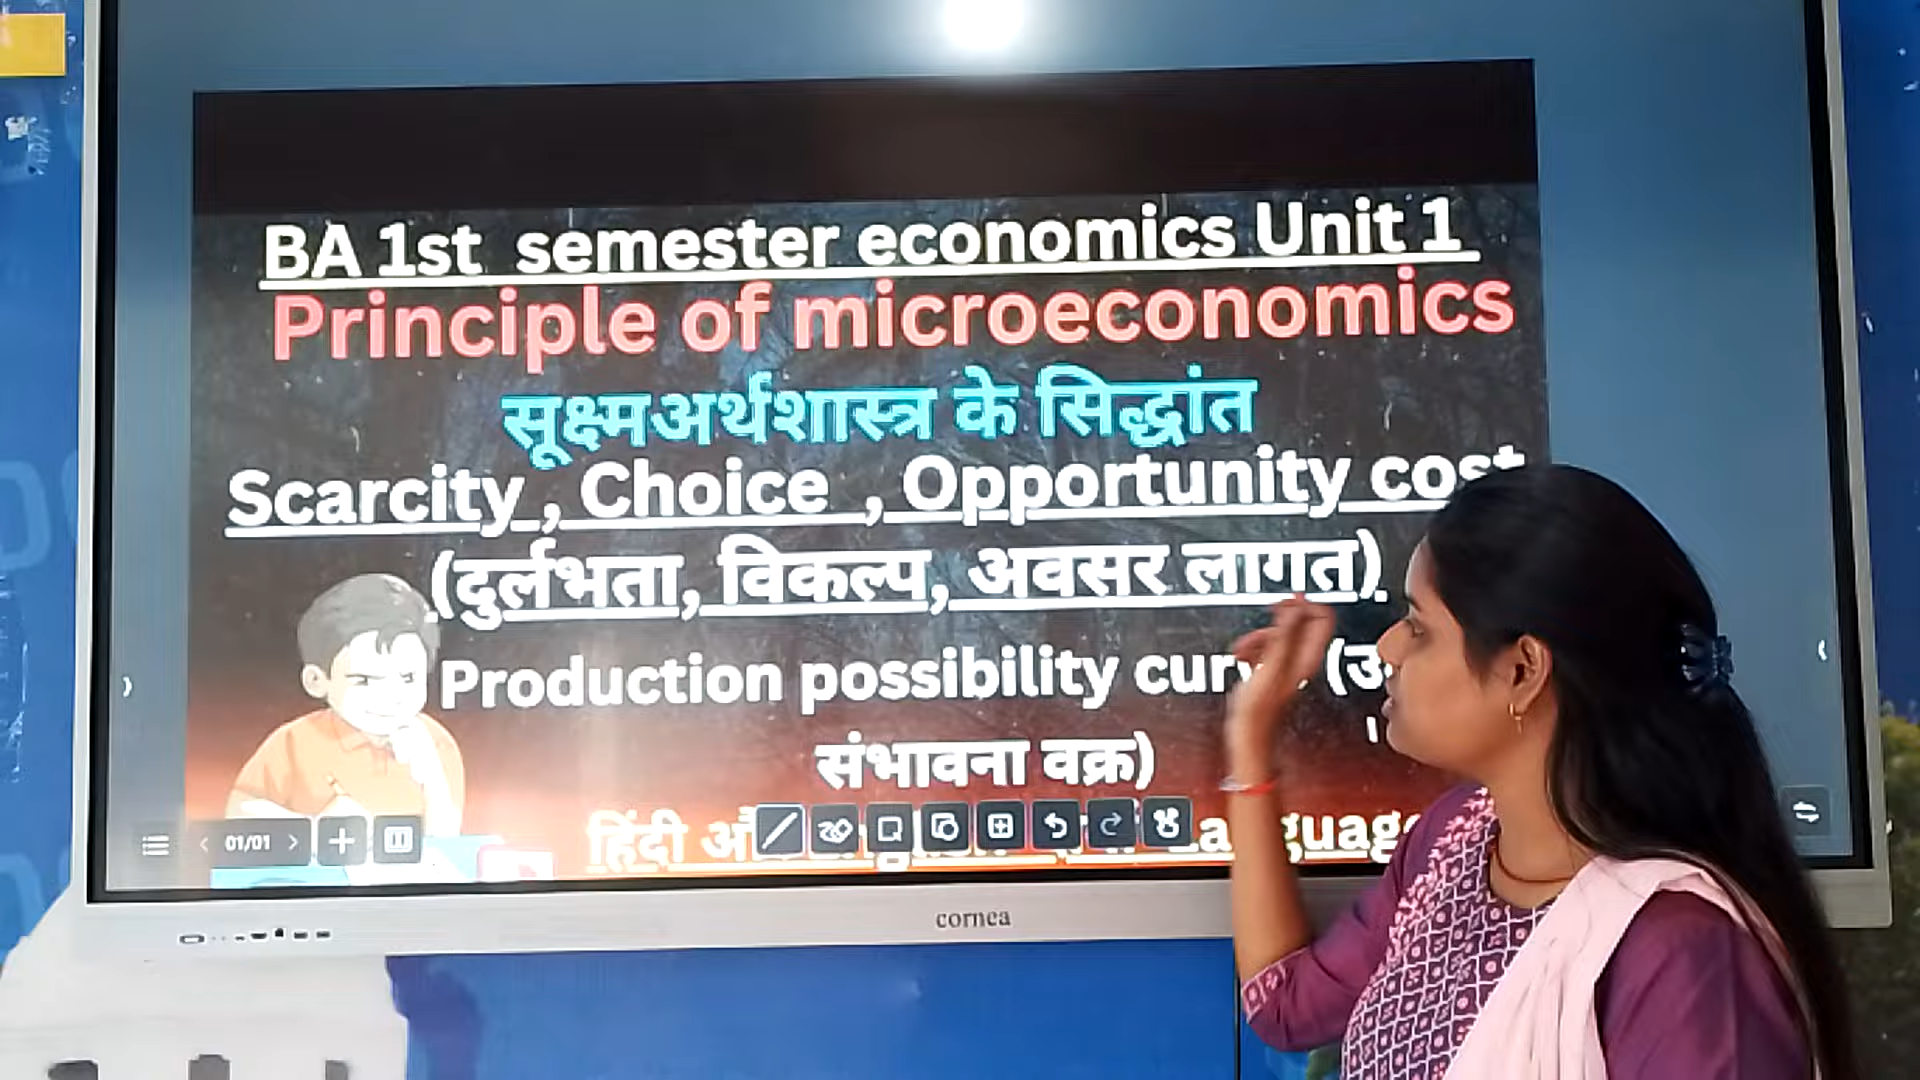 BA 1st semester economics Unit 1
Principle of microeconomics
सूक्ष्मअर्थशास्त्र के सिद्धांत
Scarcity , Choice , Opportunity cost
(दुर्लभता, विकल्प, अवसर लागत)
Production possibility
संभावना वक्र)
हिंदी
01/01
cornea